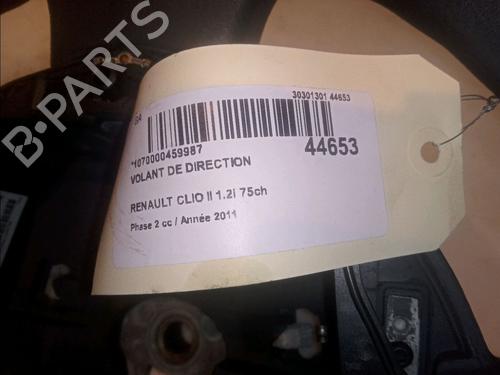 30301301 44653
*1070000459987
44653
VOLANT DE DIRECTION
RENAULT CLIO II 1.2i 75ch
Phase 2 cc / Année 2011
B-PARTS